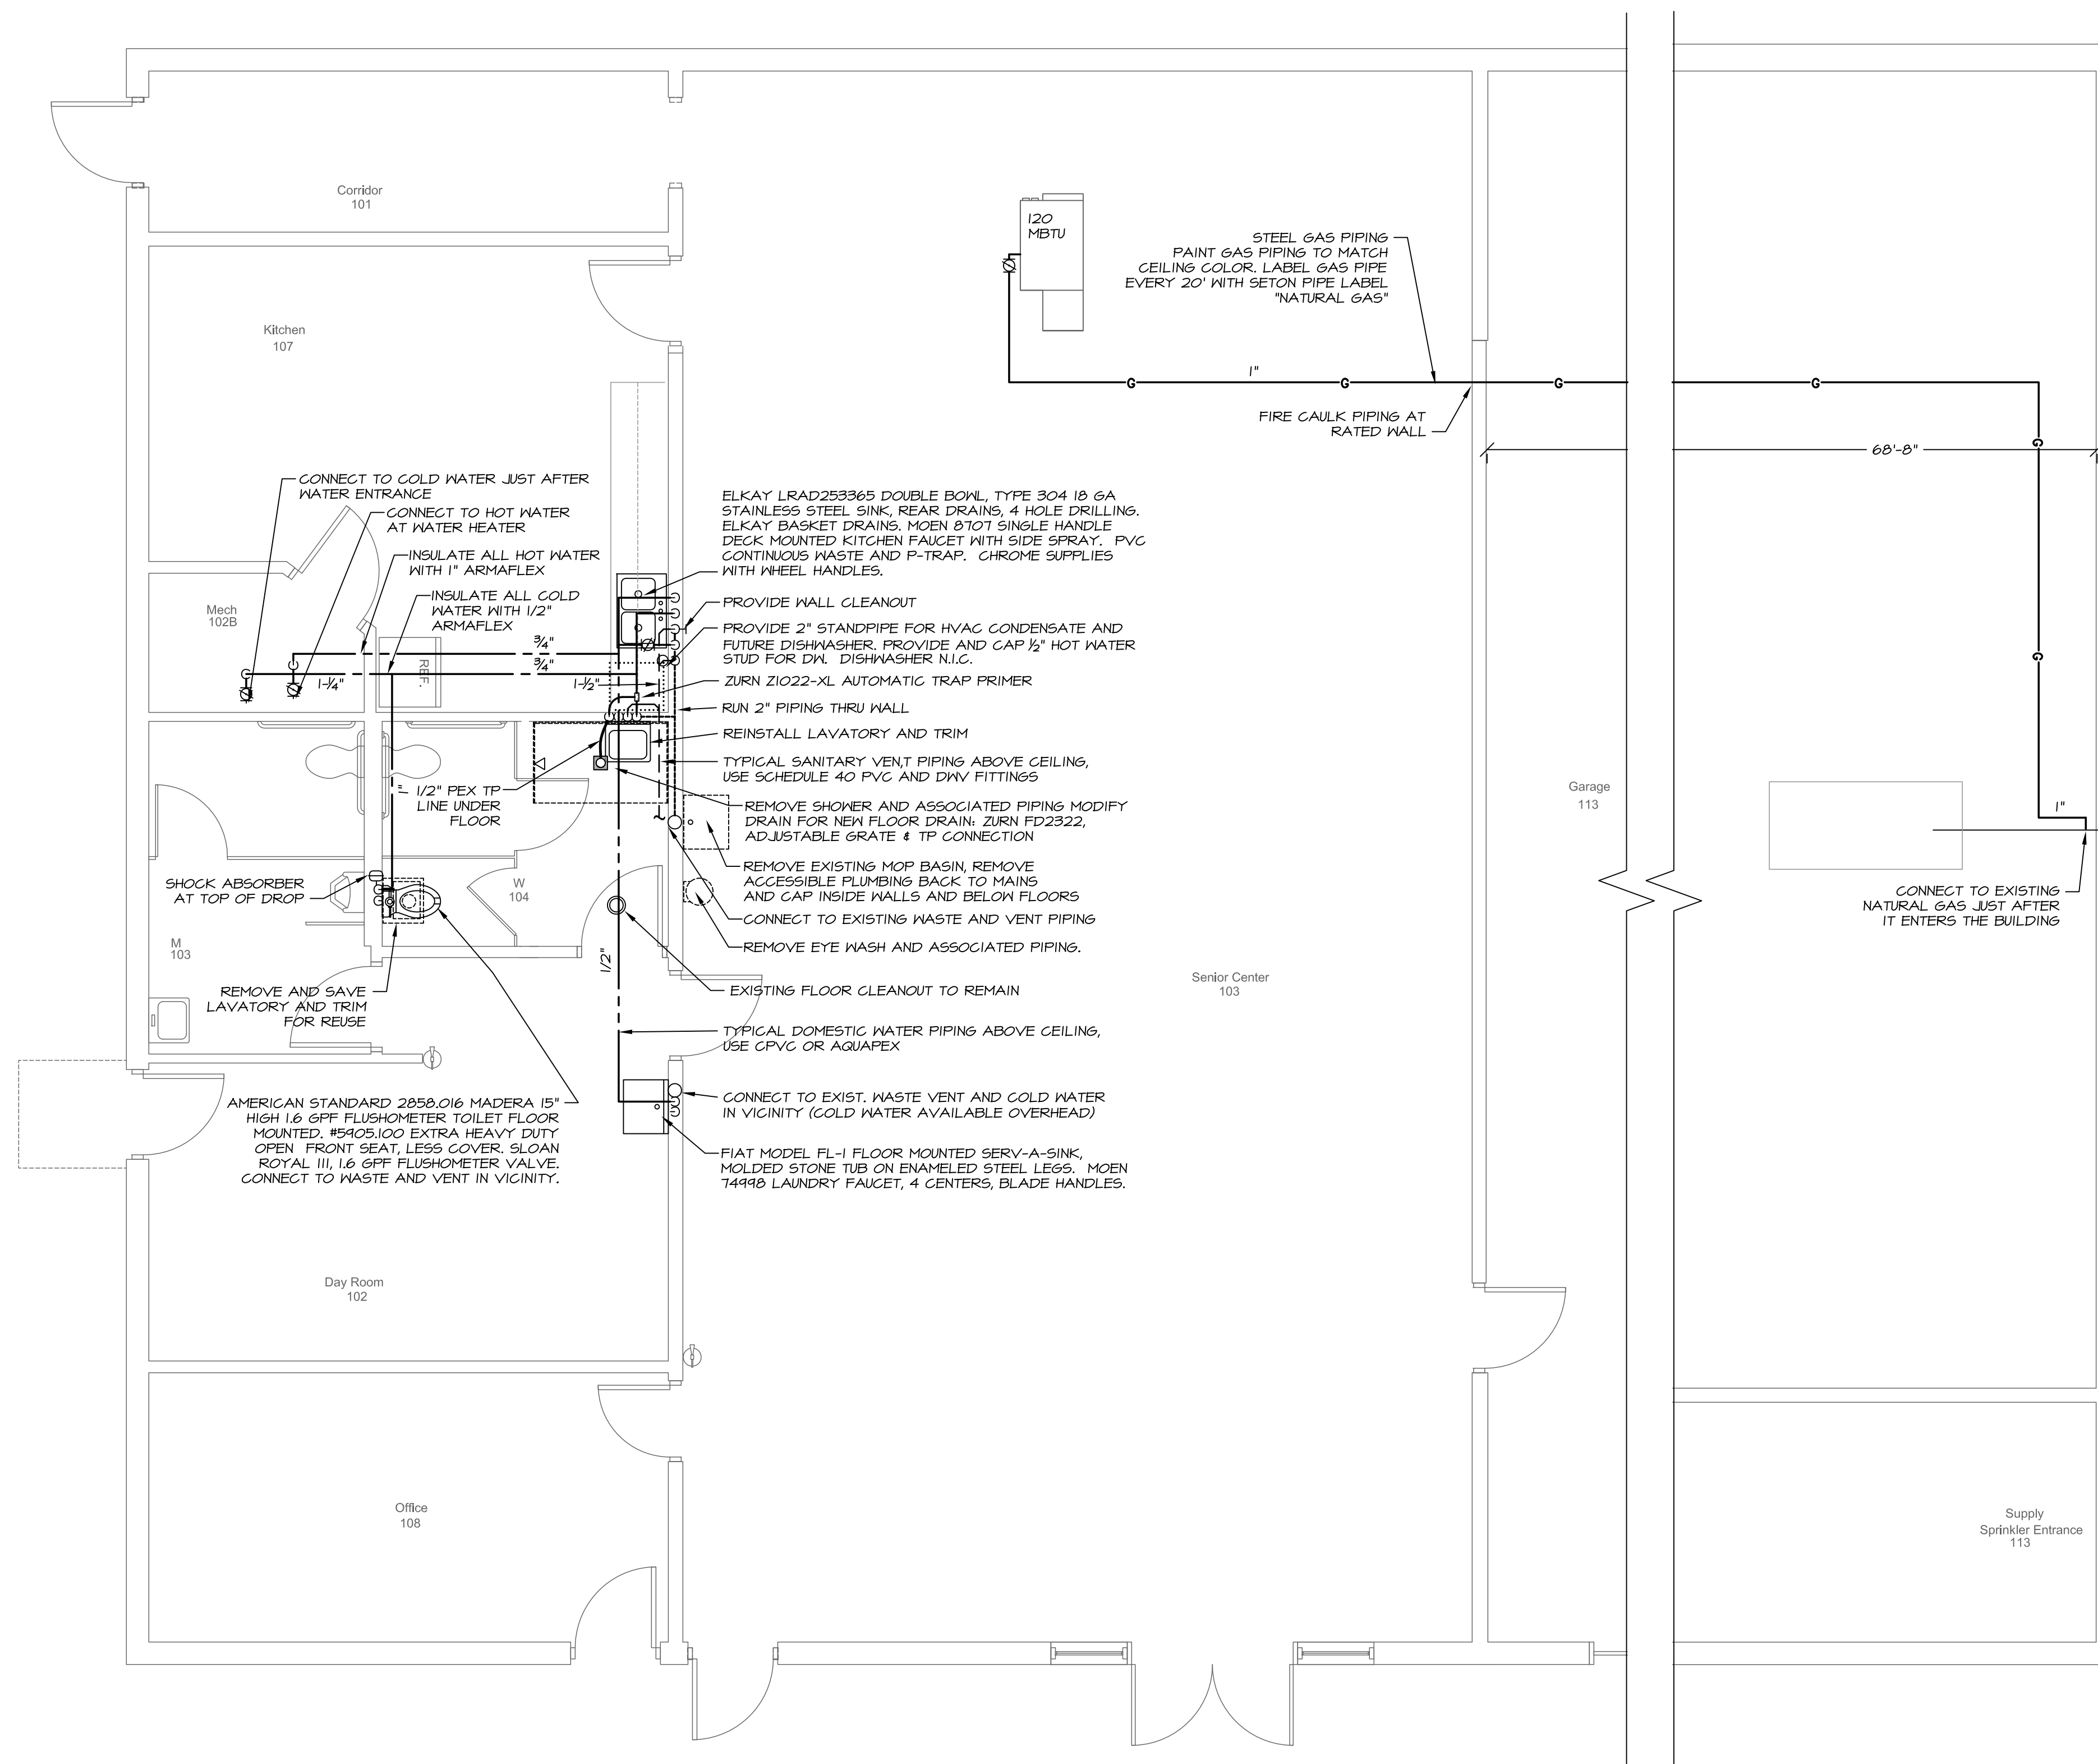 Corridor
101
120
MBTU
STEEL GAS PIPING
PAINT GAS PIPING TO MATCH
CEILING COLOR. LABEL GAS PIPE
EVERY 20' WITH SETON PIPE LABEL
"NATURAL GAS"
Kitchen
107
G
1"
G
G
G
FIRE CAULK PIPING AT
RATED WALL
G
68'-8"
CONNECT TO COLD WATER JUST AFTER
WATER ENTRANCE
CONNECT TO HOT WATER
AT WATER HEATER
INSULATE ALL HOT WATER
WITH 1" ARMAFLEX
INSULATE ALL COLD
WATER WITH 1/2"
ARMAFLEX
ELKAY LRAD253365 DOUBLE BOWL, TYPE 304 18 GA
STAINLESS STEEL SINK, REAR DRAINS, 4 HOLE DRILLING.
ELKAY BASKET DRAINS. MOEN 8707 SINGLE HANDLE
DECK MOUNTED KITCHEN FAUCET WITH SIDE SPRAY. PVC
CONTINUOUS WASTE AND P-TRAP. CHROME SUPPLIES
WITH WHEEL HANDLES.
Mech
102B
3/4"
3/4"
REF.
1-1/4"
1-1/2"
PROVIDE WALL CLEANOUT
PROVIDE 2" STANDPIPE FOR HVAC CONDENSATE AND
FUTURE DISHWASHER. PROVIDE AND CAP 1/2" HOT WATER
STUD FOR DW. DISHWASHER N.I.C.
ZURN Z1022-XL AUTOMATIC TRAP PRIMER
RUN 2" PIPING THRU WALL
REINSTALL LAVATORY AND TRIM
TYPICAL SANITARY VEN,T PIPING ABOVE CEILING,
USE SCHEDULE 40 PVC AND DWV FITTINGS
G
1/2" PEX TP
LINE UNDER
FLOOR
REMOVE SHOWER AND ASSOCIATED PIPING MODIFY
DRAIN FOR NEW FLOOR DRAIN: ZURN FD2322,
ADJUSTABLE GRATE & TP CONNECTION
Garage
113
1"
REMOVE EXISTING MOP BASIN, REMOVE
ACCESSIBLE PLUMBING BACK TO MAINS
AND CAP INSIDE WALLS AND BELOW FLOORS
SHOCK ABSORBER
AT TOP OF DROP
W
104
CONNECT TO EXISTING
NATURAL GAS JUST AFTER
IT ENTERS THE BUILDING
CONNECT TO EXISTING WASTE AND VENT PIPING
M
103
REMOVE EYE WASH AND ASSOCIATED PIPING.
1/2"
Senior Center
103
REMOVE AND SAVE
LAVATORY AND TRIM
FOR REUSE
EXISTING FLOOR CLEANOUT TO REMAIN
TYPICAL DOMESTIC WATER PIPING ABOVE CEILING,
USE CPVC OR AQUAPEX
AMERICAN STANDARD 2858.016 MADERA 15"
HIGH 1.6 GPF FLUSHOMETER TOILET FLOOR
MOUNTED. #5905.100 EXTRA HEAVY DUTY
OPEN FRONT SEAT, LESS COVER. SLOAN
ROYAL 111, 1.6 GPF FLUSHOMETER VALVE.
CONNECT TO WASTE AND VENT IN VICINITY.
CONNECT TO EXIST. WASTE VENT AND COLD WATER
IN VICINITY (COLD WATER AVAILABLE OVERHEAD)
FIAT MODEL FL-1 FLOOR MOUNTED SERV-A-SINK,
MOLDED STONE TUB ON ENAMELED STEEL LEGS. MOEN
74998 LAUNDRY FAUCET, 4 CENTERS, BLADE HANDLES.
Day Room
102
Office
108
Supply
Sprinkler Entrance
113